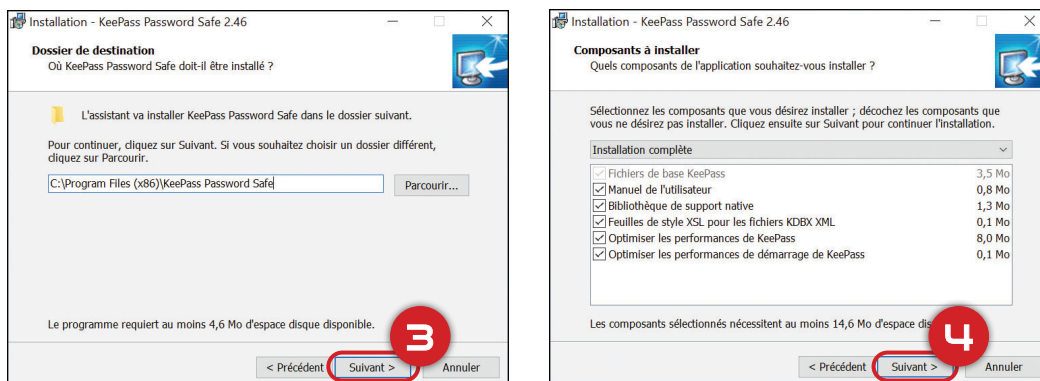 Installation - KeePass Password Safe 2.46
Dossier de destination
Où KeePass Password Safe doit-il être installé ?
L'assistant va installer KeePass Password Safe dans le dossier suivant.
Pour continuer, cliquez sur Suivant. Si vous souhaitez choisir un dossier différent,
cliquez sur Parcourir.
C:\Program Files (x86)\KeePass Password Safe
Parcourir...
Le programme requiert au moins 4,6 Mo d'espace disque disponible.
3
< Précédent
Suivant >
Annuler
Installation - KeePass Password Safe 2.46
Composants à installer
Quels composants de l'application souhaitez-vous installer ?
Sélectionnez les composants que vous désirez installer ; décochez les composants que
vous ne désirez pas installer. Cliquez ensuite sur Suivant pour continuer l'installation.
Installation complète
Fichiers de base KeePass 3,5 Mo
Manuel de l'utilisateur 0,8 Mo
Bibliothèque de support native 1,3 Mo
Feuilles de style XSL pour les fichiers KDBX XML 0,1 Mo
Optimiser les performances de KeePass 8,0 Mo
Optimiser les performances de démarrage de KeePass 0,1 Mo
Les composants sélectionnés nécessitent au moins 14,6 Mo d'espace
4
< Précédent
Suivant >
Annuler